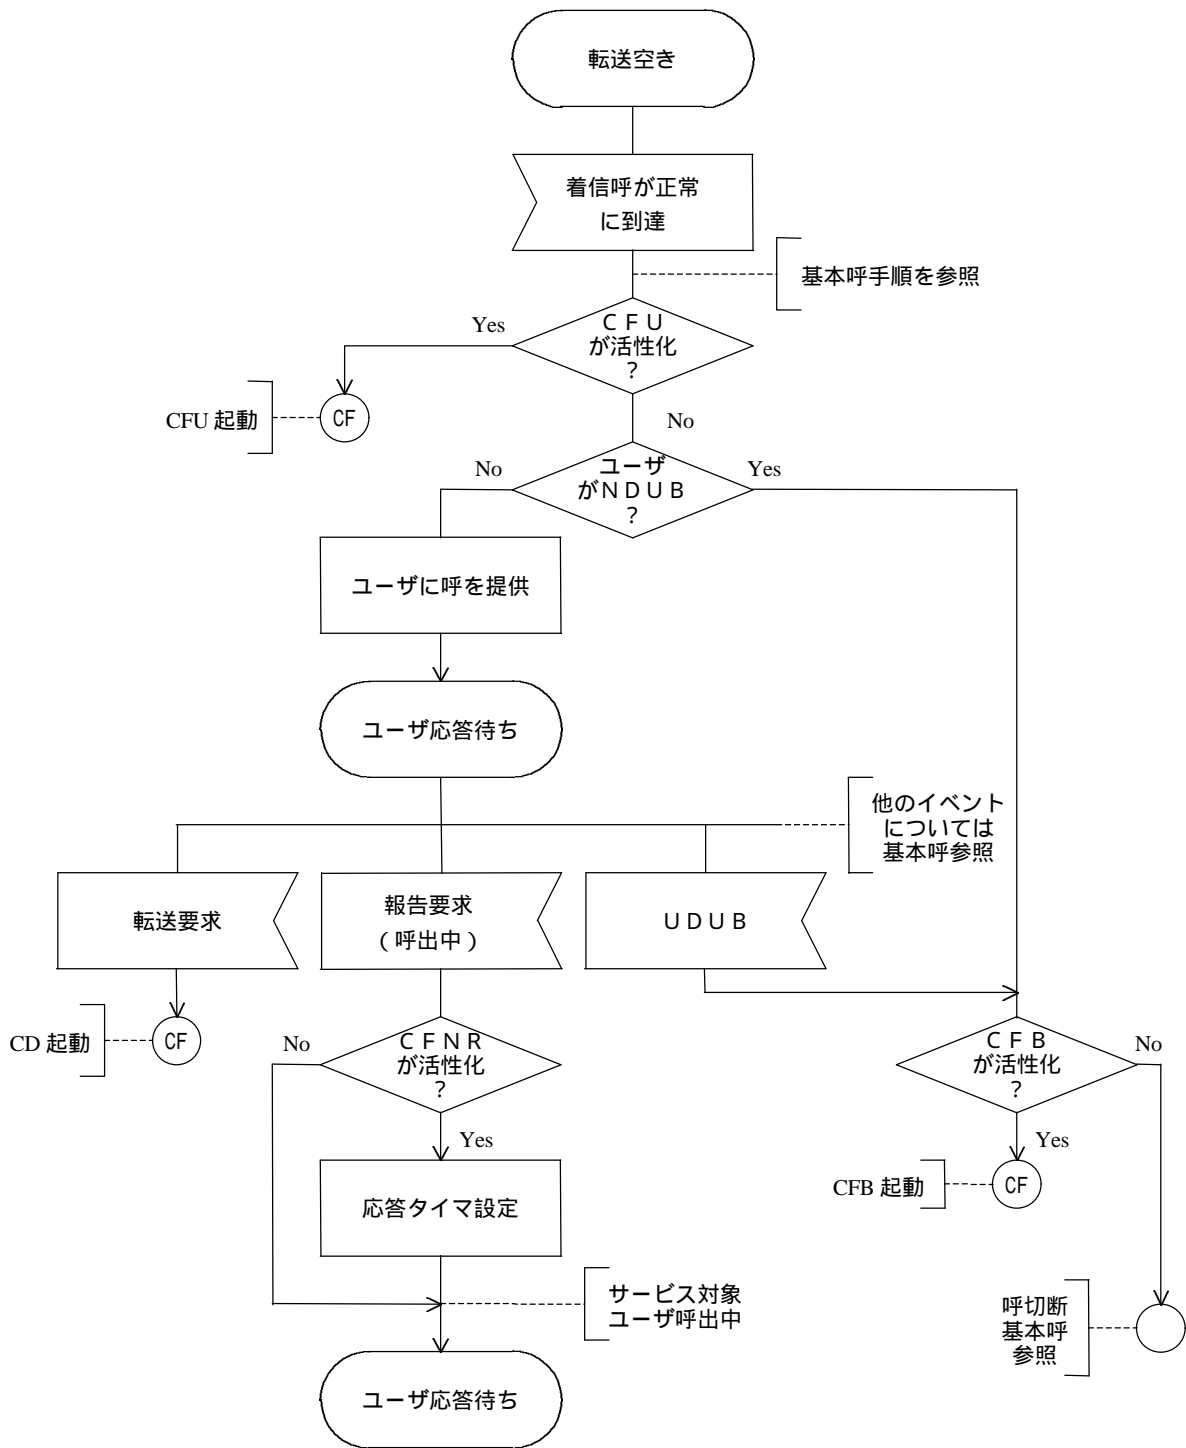 転送空き
着信呼が正常
に到達
基本呼手順を参照
Yes
ＣＦＵ
が活性化
？
CFU 起動
CF
No
No
ユーザ
がＮＤＵＢ
？
Yes
ユーザに呼を提供
ユーザ応答待ち
他のイベント
については
基本呼参照
転送要求
報告要求
（呼出中）
ＵＤＵＢ
CD 起動
CF
No
ＣＦＮＲ
が活性化
？
Yes
ＣＦＢ
が活性化
？
No
Yes
CFB 起動
CF
応答タイマ設定
サービス対象
ユーザ呼出中
呼切断
基本呼
参照
ユーザ応答待ち